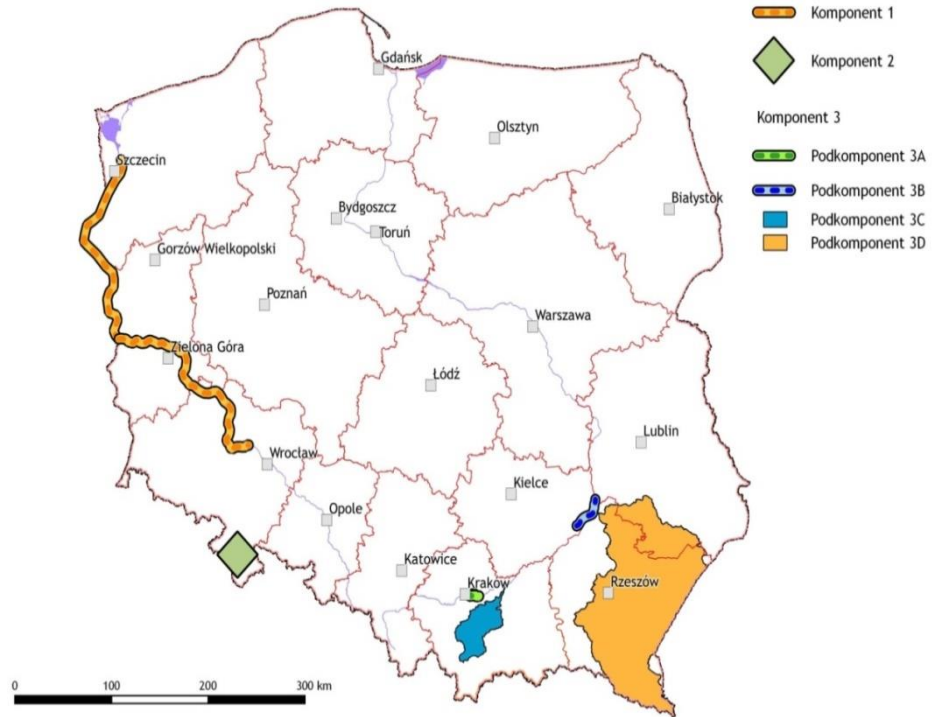 Komponent 1
Komponent 2
Komponent 3
Podkomponent 3A
Podkomponent 3B
Podkomponent 3C
Podkomponent 3D
Gdańsk
Olsztyn
Szczecin
Białystok
Bydgoszcz
Toruń
Gorzów Wielkopolski
Poznań
Warszawa
Zielona Góra
Łódź
Lublin
Wrocław
Kielce
Opole
Katowice
Kraków
Rzeszów
0 100 200 300 km